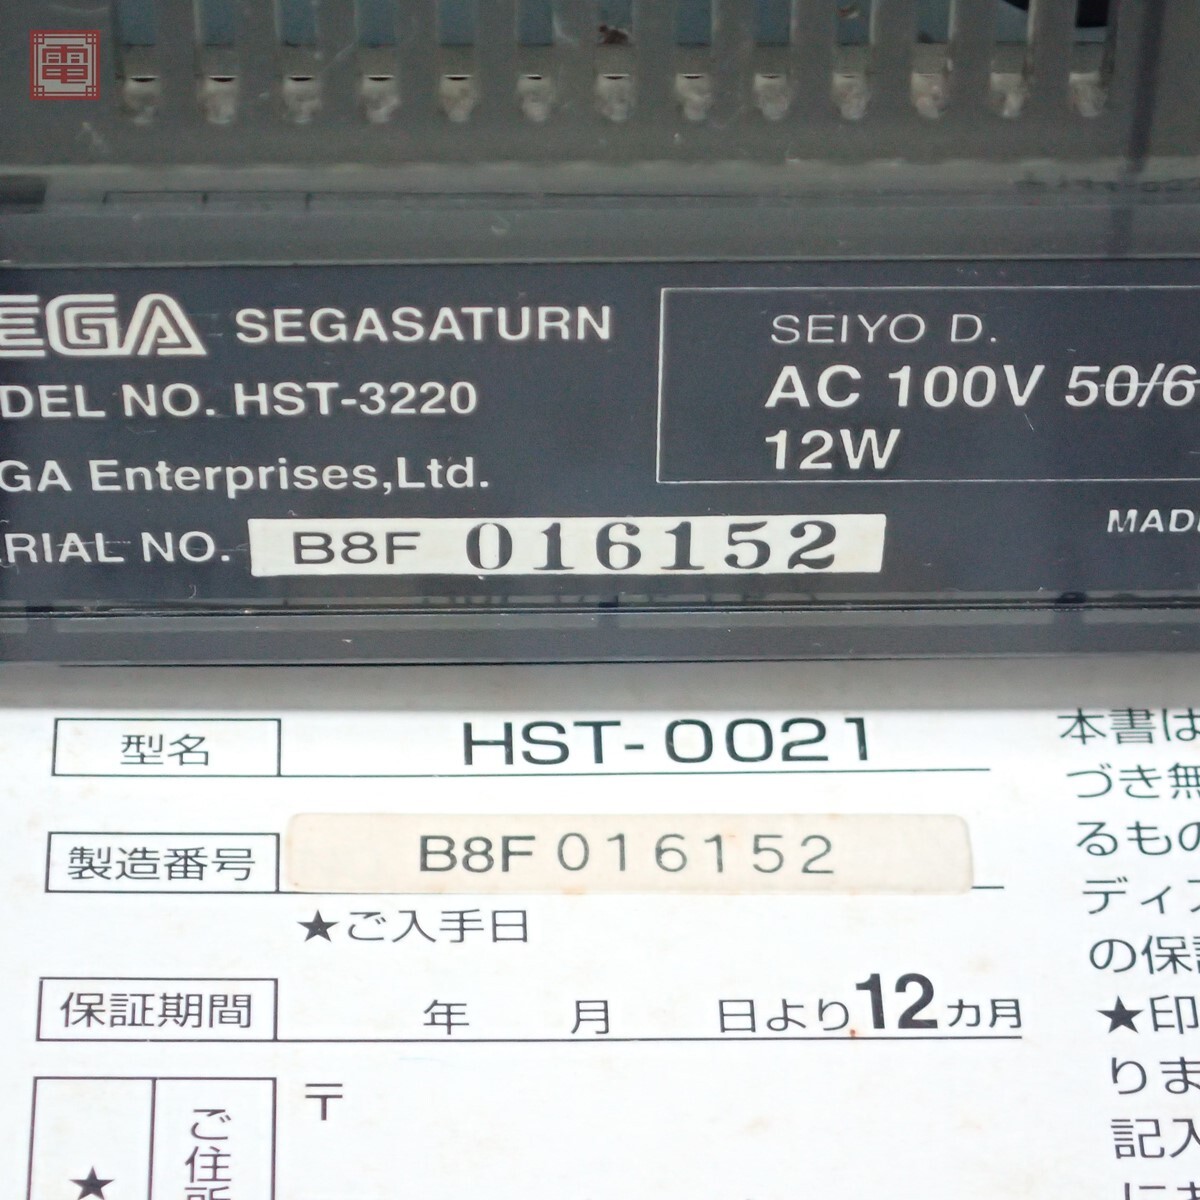 電
EGA SEGASATURN
DEL NO. HST-3220
GA Enterprises,Ltd.
RIAL NO. B8F 016152
SEIYO D.
AC 100V 50/6
12W
MAD
型名 HST-0021
製造番号 B8F 016152
★ご入手日
保証期間 年 月 日より12カ月
〒
★
ご住所
本書は
づき無
るもの
ディス
の保証
★印
りま
記入